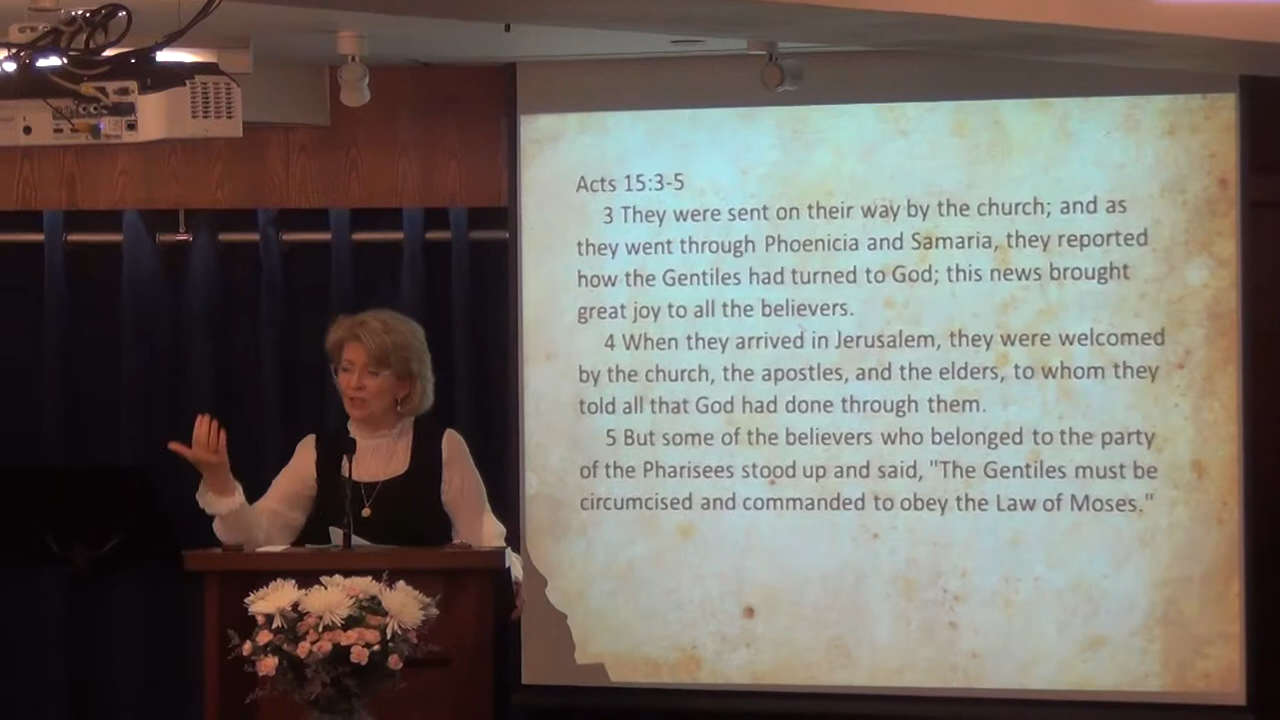 Acts 15:3-5
3 They were sent on their way by the church; and as
they went through Phoenicia and Samaria, they reported
how the Gentiles had turned to God; this news brought
great joy to all the believers.
4 When they arrived in Jerusalem, they were welcomed
by the church, the apostles, and the elders, to whom they
told all that God had done through them.
5 But some of the believers who belonged to the party
of the Pharisees stood up and said, "The Gentiles must be
circumcised and commanded to obey the Law of Moses."